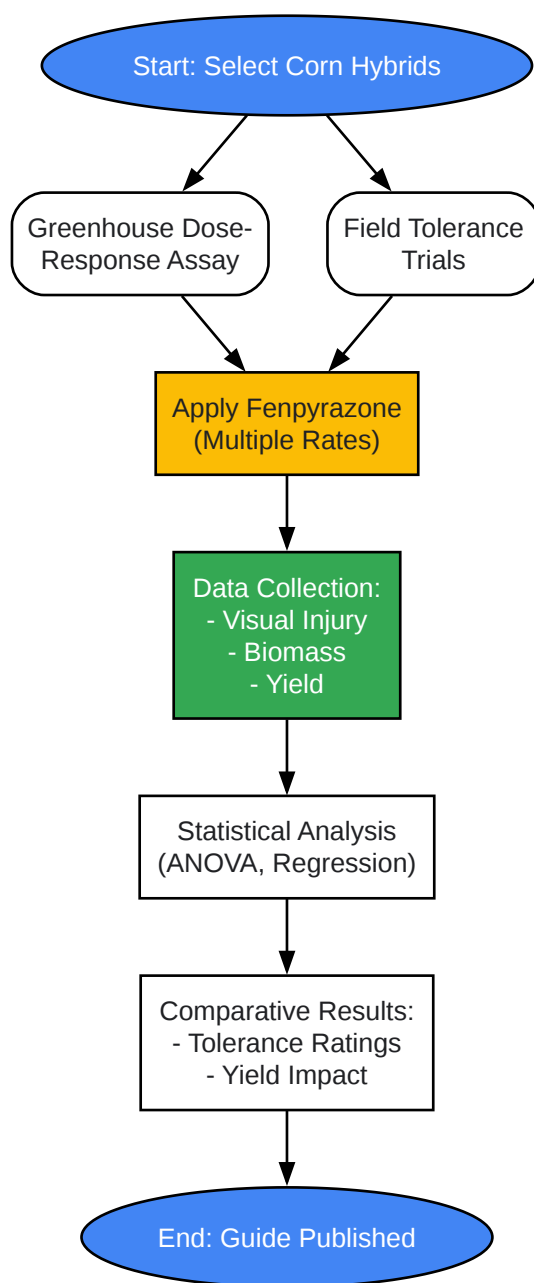 Start: Select Corn Hybrids
Greenhouse Dose-
Response Assay
Field Tolerance
Trials
Apply Fenpyrazone
(Multiple Rates)
Data Collection:
- Visual Injury
- Biomass
- Yield
Statistical Analysis
(ANOVA, Regression)
Comparative Results:
- Tolerance Ratings
- Yield Impact
End: Guide Published